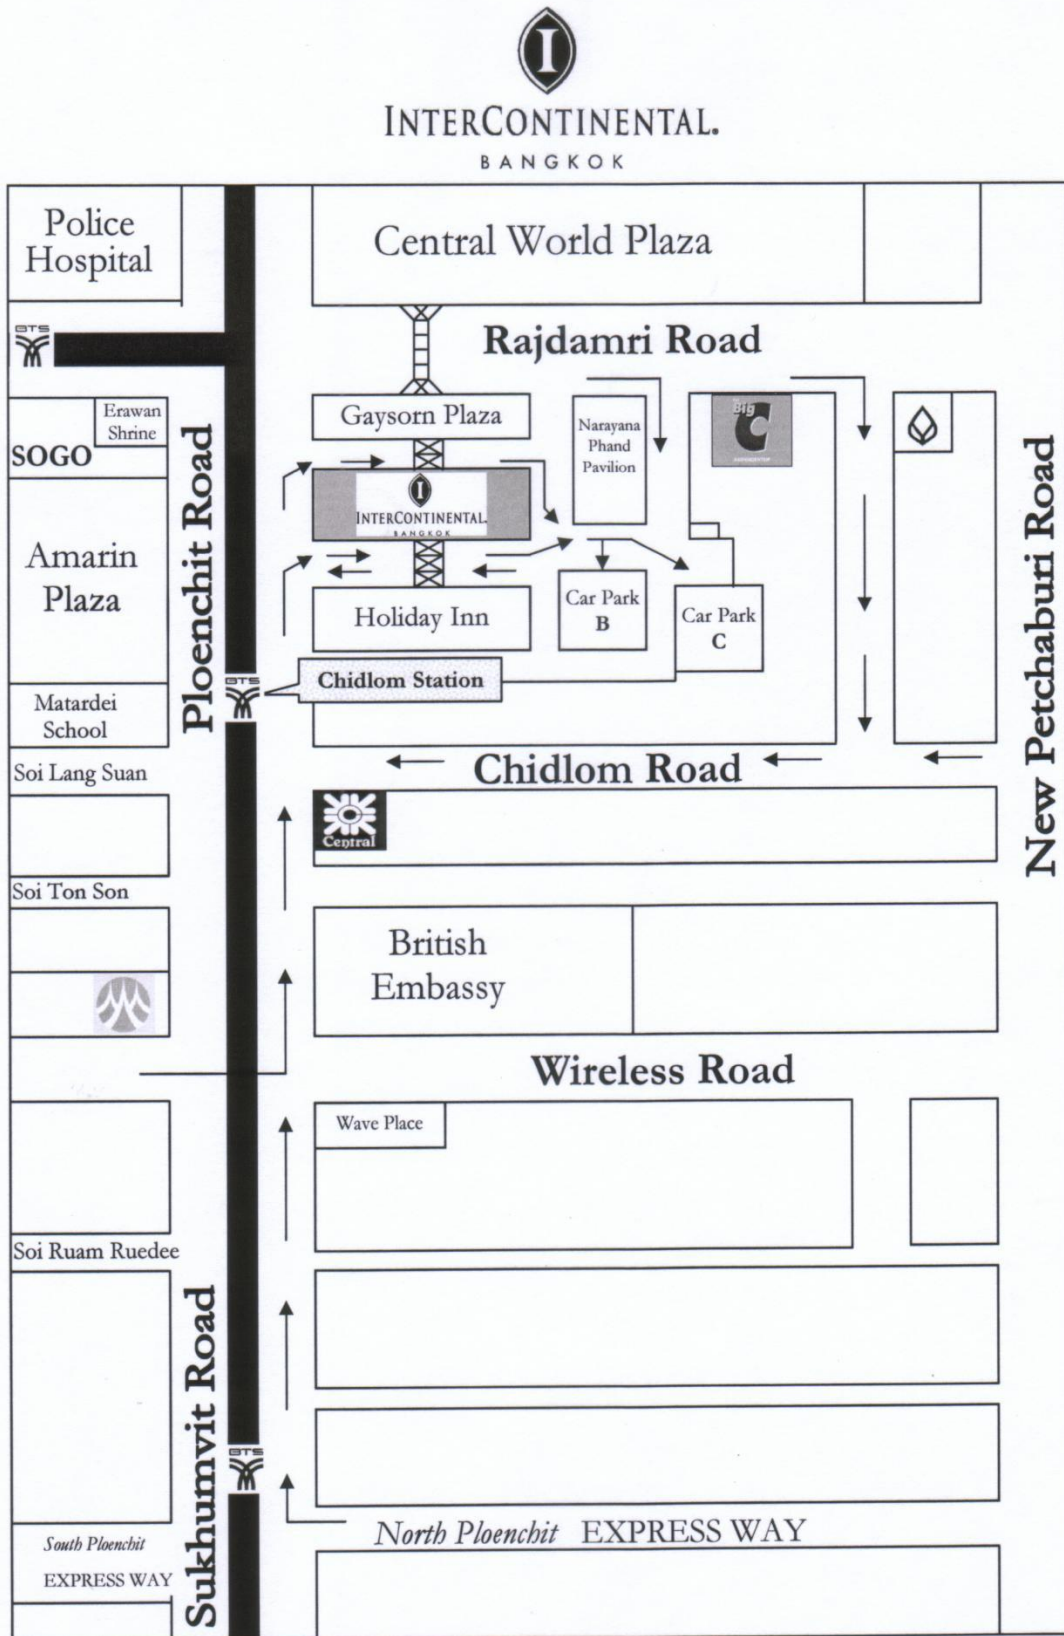 I
INTERCONTINENTAL.
BANGKOK
Police
Hospital
Central World Plaza
BTS
Rajdamri Road
Erawan
Shrine
SOGO
Gaysorn Plaza
Narayana
Phand
Pavilion
Big
C
I
INTERCONTINENTAL.
BANGKOK
Amarin
Plaza
Ploenchit Road
Holiday Inn
Car Park
B
Car Park
C
New Petchaburi Road
Chidlom Station
BTS
Matardei
School
Soi Lang Suan
Chidlom Road
Central
Soi Ton Son
British
Embassy
Wireless Road
Wave Place
Soi Ruam Ruedee
Sukhumvit Road
BTS
North Ploenchit EXPRESS WAY
South Ploenchit
EXPRESS WAY